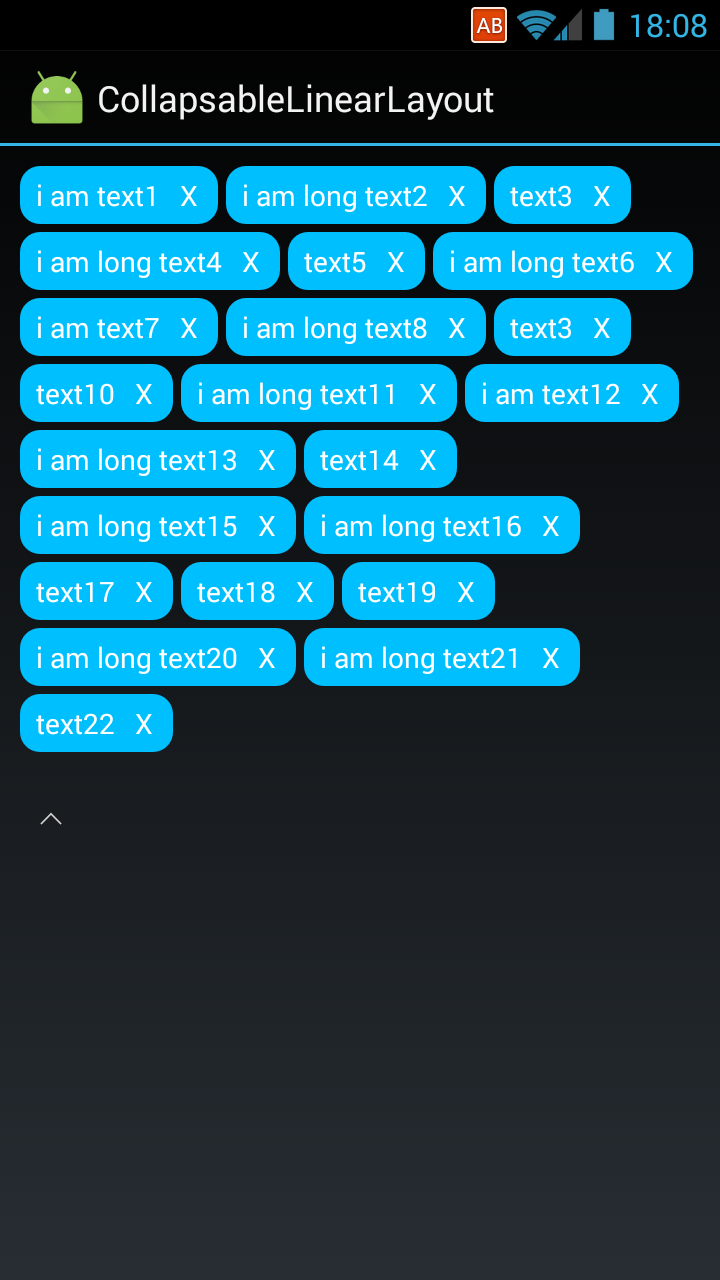 AB 18:08
CollapsableLinearLayout
i am text1 X i am long text2 X text3 X
i am long text4 X text5 X i am long text6 X
i am text7 X i am long text8 X text3 X
text10 X i am long text11 X i am text12 X
i am long text13 X text14 X
i am long text15 X i am long text16 X
text17 X text18 X text19 X
i am long text20 X i am long text21 X
text22 X